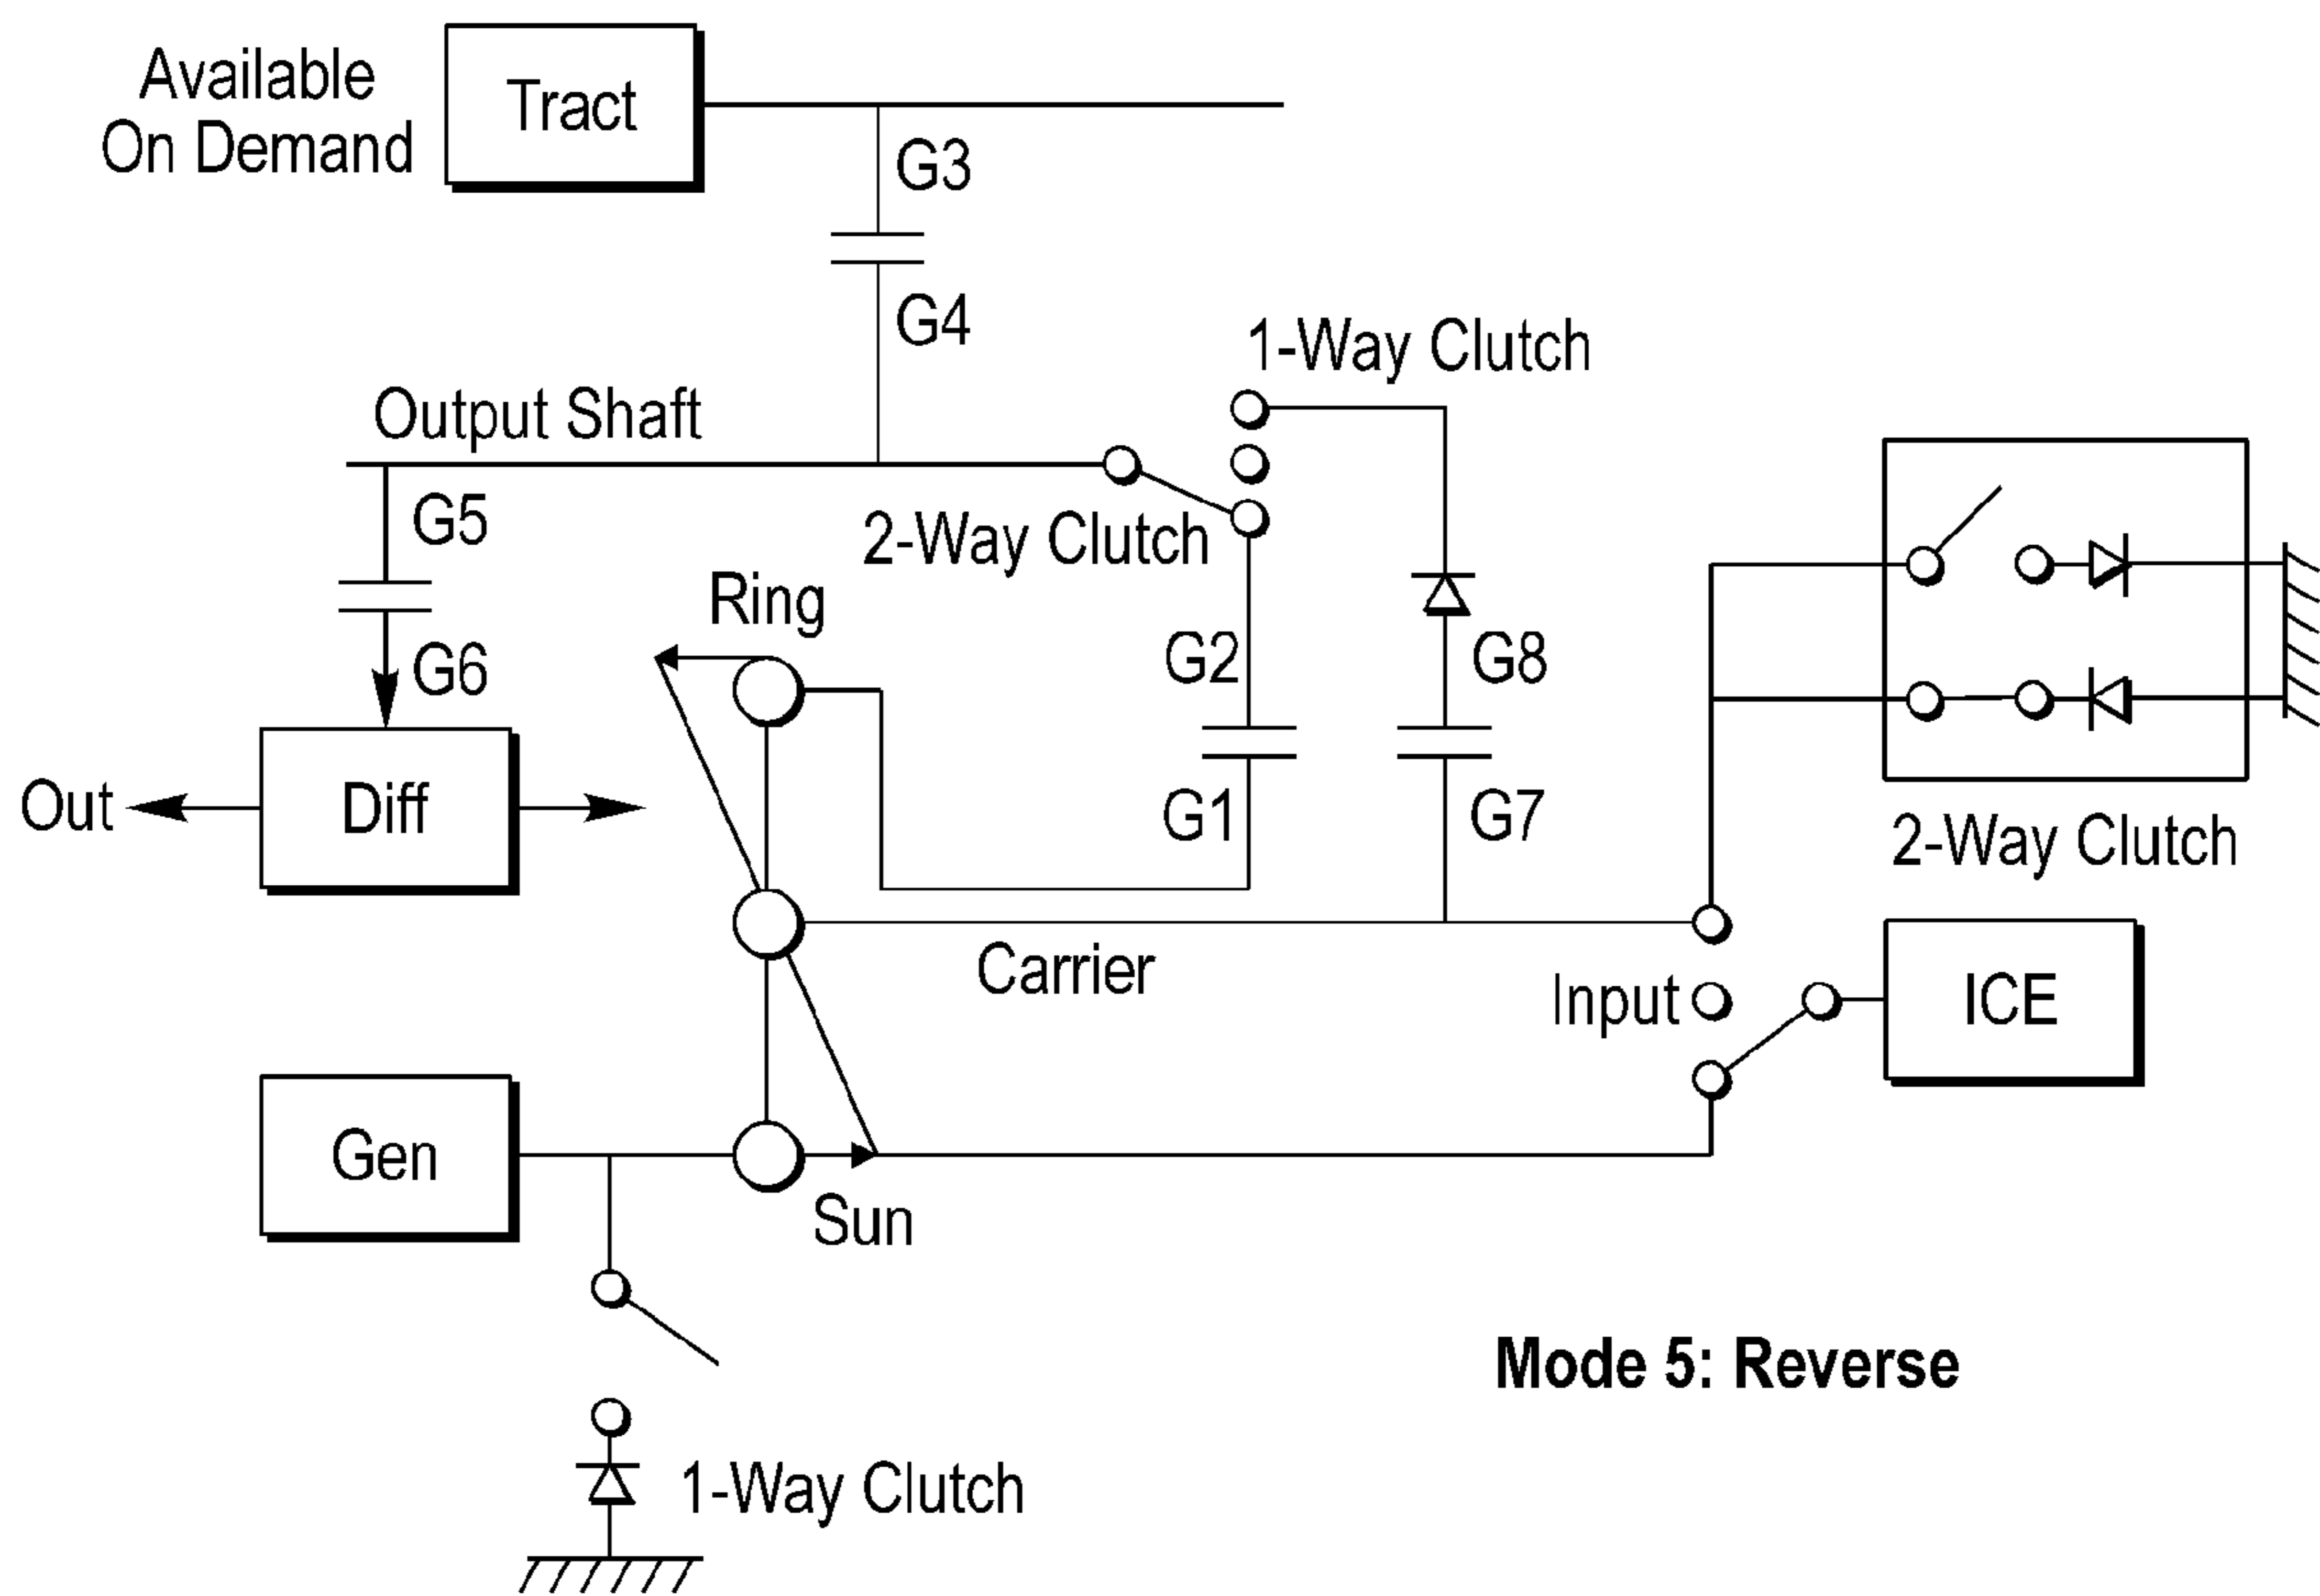 Available
On Demand
Tract
G3
G4
1-Way Clutch
Output Shaft
G5
2-Way Clutch
Ring
G2
G8
G6
Out
Diff
G1
G7
2-Way Clutch
Carrier
Input
ICE
Gen
Sun
Mode 5: Reverse
1-Way Clutch